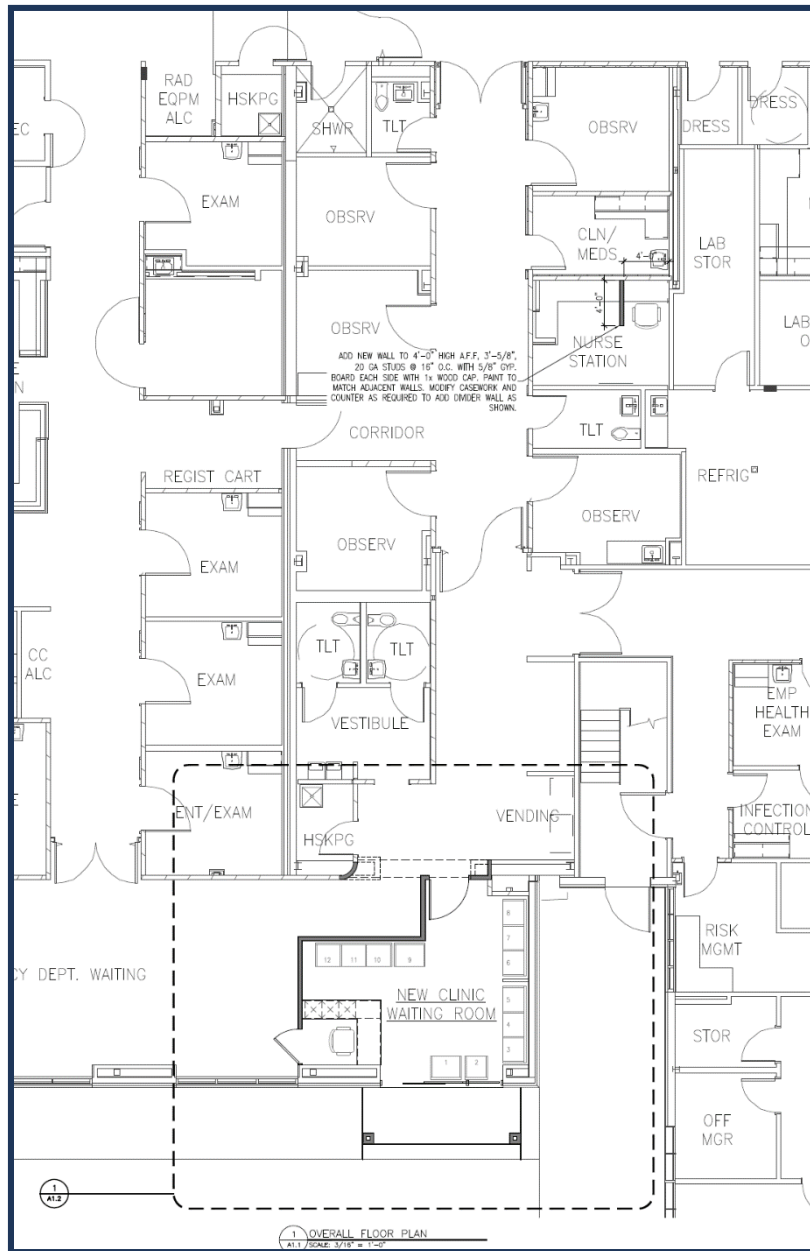 RAD
EQPM
ALC
HSKPG
SHWR
TLT
OBSRV
DRESS
DRESS
EC
EXAM
OBSRV
CLN/
MEDS
4'-
LAB
STOR
OBSRV
4'-0"
NURSE
STATION
LAB
ADD NEW WALL TO 4'-0" HIGH A.F.F, 3'-5/8",
20 GA STUDS @ 16" O.C. WITH 5/8" GYP.
BOARD EACH SIDE WITH 1x WOOD CAP. PAINT TO
MATCH ADJACENT WALLS. MODIFY CASEWORK AND
COUNTER AS REQUIRED TO ADD DIVIDER WALL AS
SHOWN.
CORRIDOR
TLT
REGIST CART
REFRIG
OBSERV
OBSERV
EXAM
TLT
TLT
CC
ALC
EXAM
VESTIBULE
EMP
HEALTH
EXAM
ENT/EXAM
HSKPG
VENDING
INFECTION
CONTROL
8
7
6
RISK
MGMT
12
11
10
9
CY DEPT. WAITING
NEW CLINIC
WAITING ROOM
5
4
3
STOR
1
2
OFF
MGR
1
A1.2
1
OVERALL FLOOR PLAN
A1.1
SCALE: 3/16" = 1'-0"